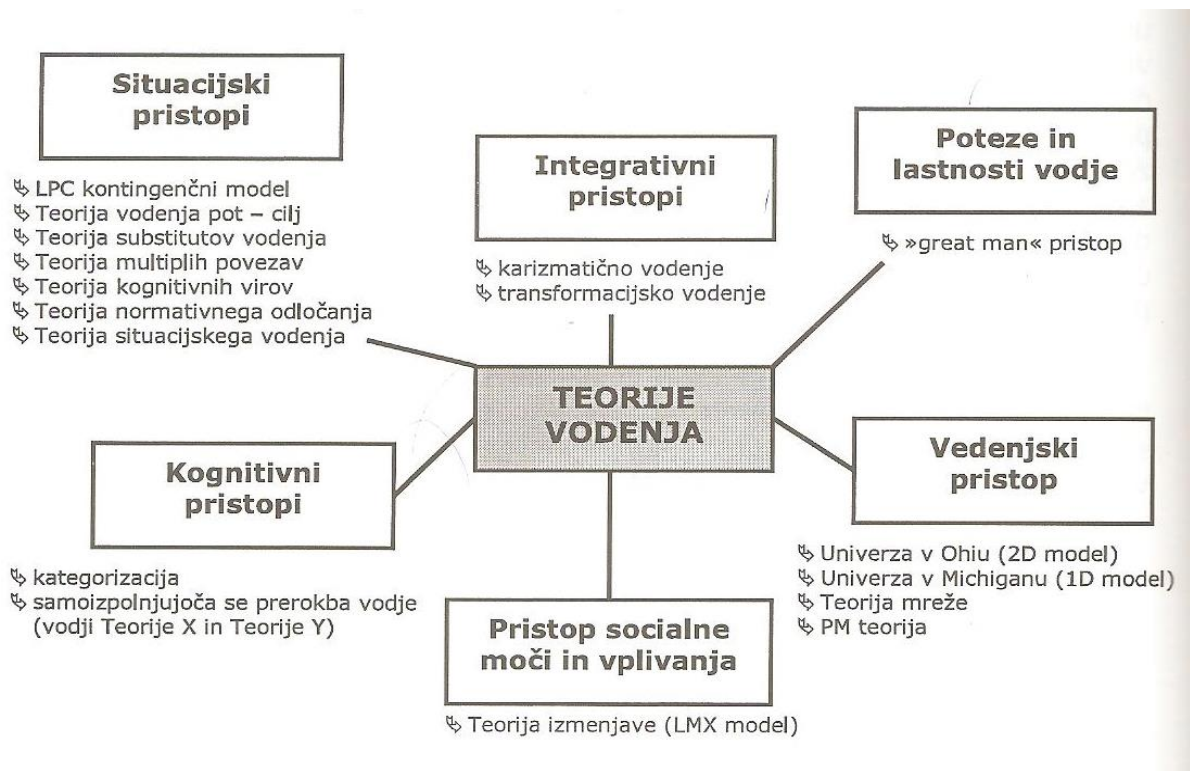 Situacijski
pristopi
⮱ LPC kontingenčni model
⮱ Teorija vodenja pot – cilj
⮱ Teorija substitutov vodenja
⮱ Teorija multiplih povezav
⮱ Teorija kognitivnih virov
⮱ Teorija normativnega odločanja
⮱ Teorija situacijskega vodenja
Integrativni
pristopi
⮱ karizmatično vodenje
⮱ transformacijsko vodenje
Poteze in
lastnosti vodje
⮱ »great man« pristop
TEORIJE
VODENJA
Kognitivni
pristopi
⮱ kategorizacija
⮱ samoizpolnjujoča se prerokba vodje
(vodji Teorije X in Teorije Y)
Pristop socialne
moči in vplivanja
⮱ Teorija izmenjave (LMX model)
Vedenjski
pristop
⮱ Univerza v Ohiu (2D model)
⮱ Univerza v Michiganu (1D model)
⮱ Teorija mreže
⮱ PM teorija